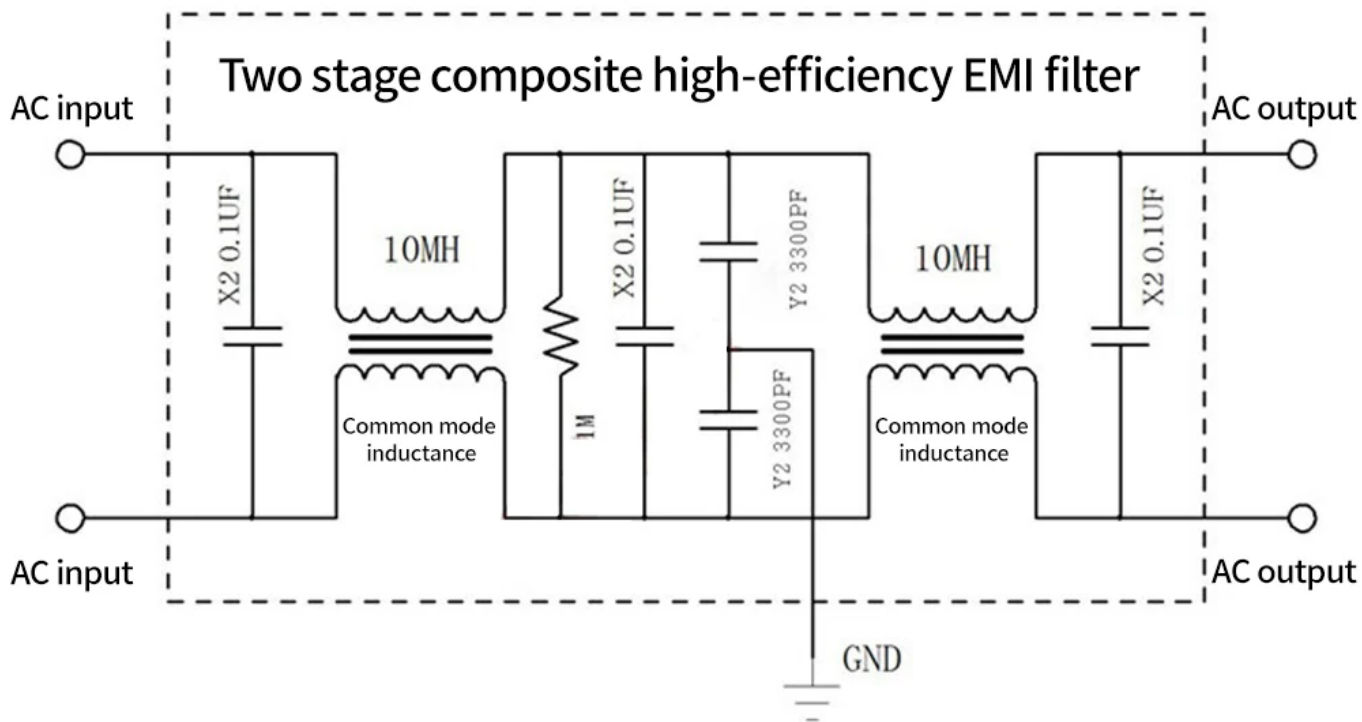 Two stage composite high-efficiency EMI filter
AC input
AC output
X2 0.1UF
10MH
X2 0.1UF
Y2 3300PF
10MH
X2 0.1UF
Common mode
inductance
1M
Y2 3300PF
Common mode
inductance
AC input
AC output
GND